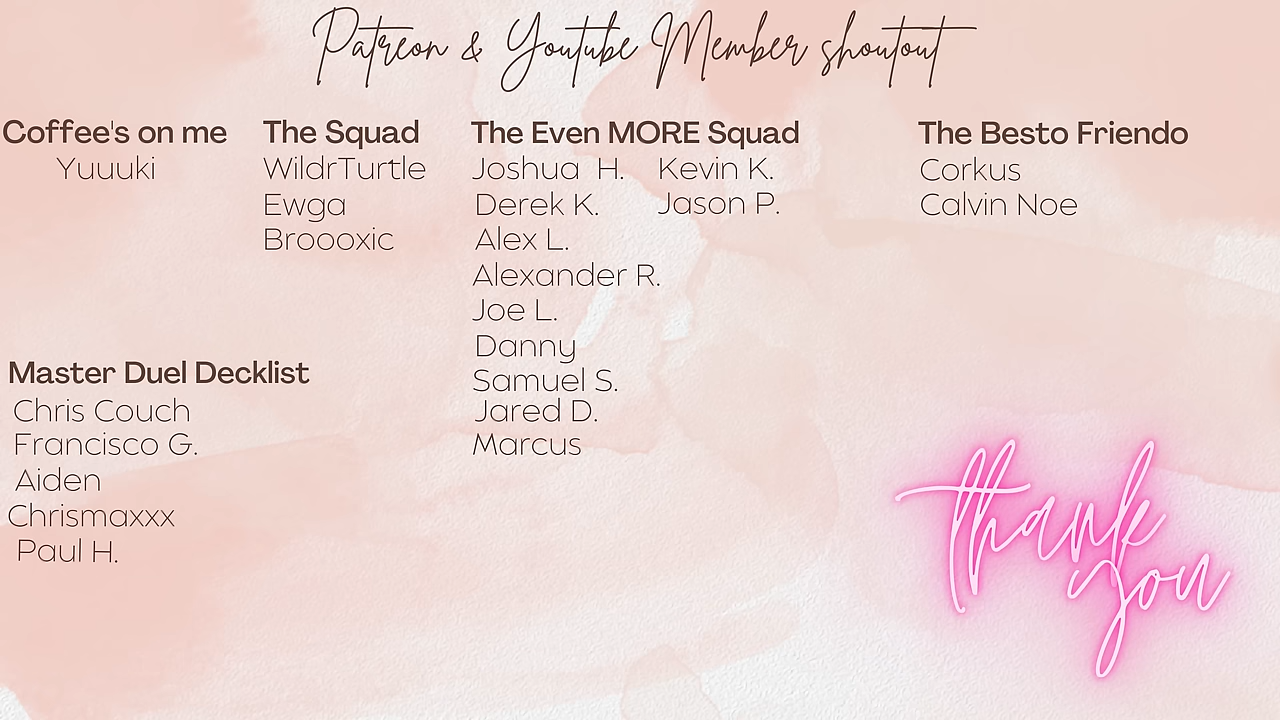 Patreon & Youtube Member shoutout
Coffee's on me
Yuuuki
The Squad
WildrTurtle
Ewga
Broooxic
The Even MORE Squad
Joshua H.
Derek K.
Alex L.
Alexander R.
Joe L.
Danny
Samuel S.
Jared D.
Marcus
Kevin K.
Jason P.
The Besto Friendo
Corkus
Calvin Noe
Master Duel Decklist
Chris Couch
Francisco G.
Aiden
Chrismaxxx
Paul H.
thank
you